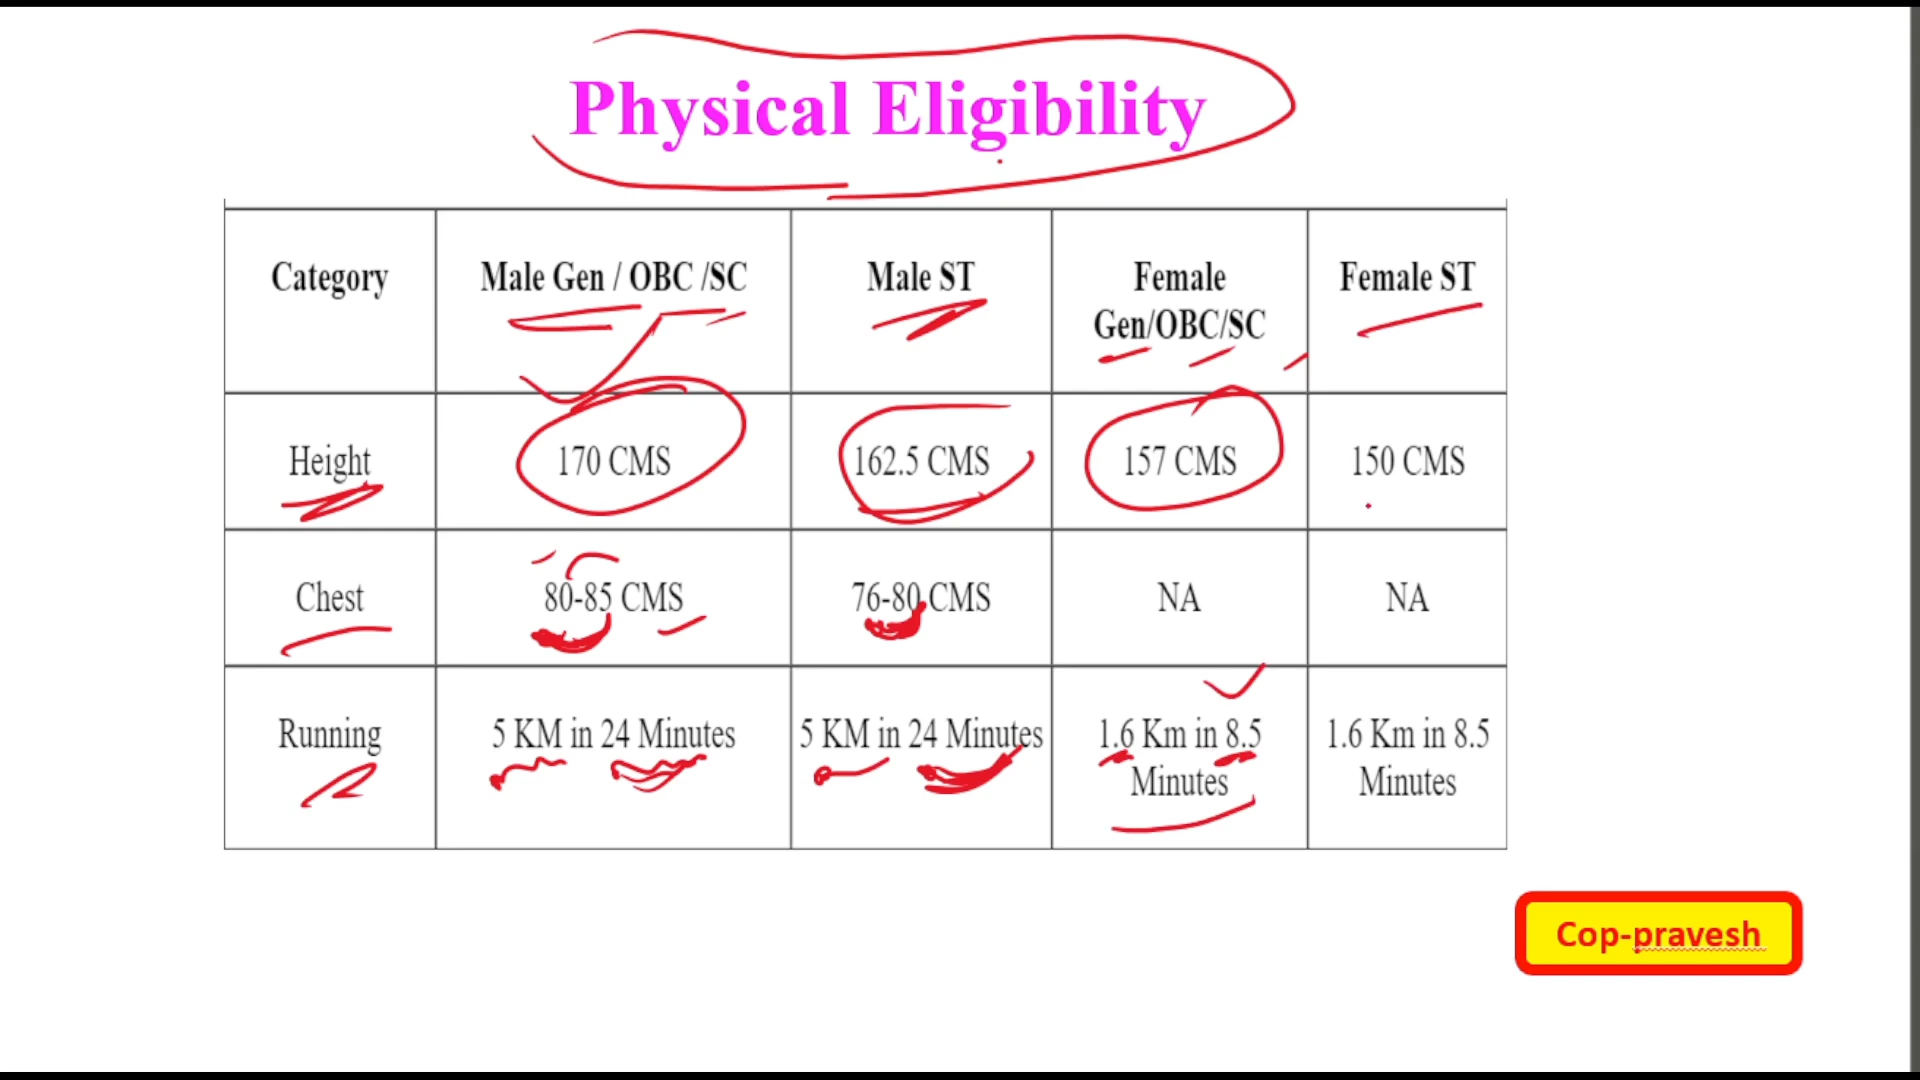 Physical Eligibility
Category
Male Gen / OBC /SC
Male ST
Female
Gen/OBC/SC
Female ST
Height
170 CMS
162.5 CMS
157 CMS
150 CMS
Chest
80-85 CMS
76-80 CMS
NA
NA
Running
5 KM in 24 Minutes
5 KM in 24 Minutes
1.6 Km in 8.5
Minutes
1.6 Km in 8.5
Minutes
Cop-pravesh